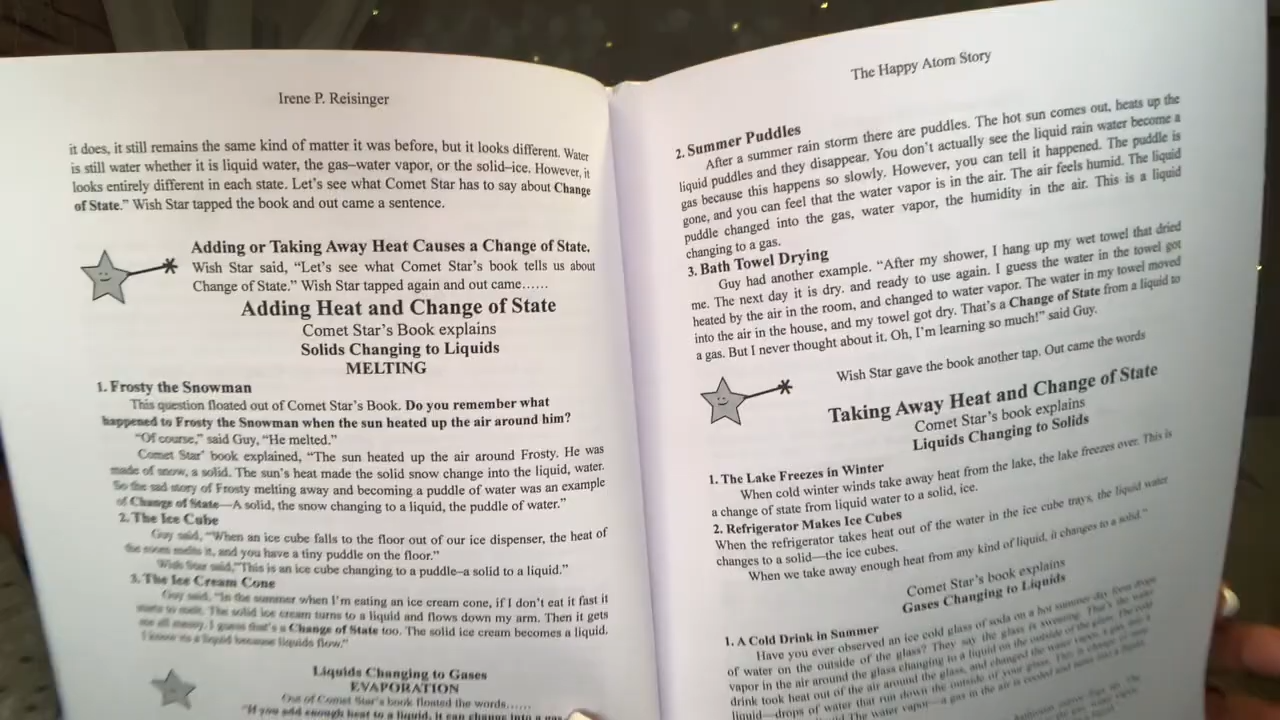 Irene P. Reisinger
it does, it still remains the same kind of matter it was before, but it looks different. Water
is still water whether it is liquid water, the gas–water vapor, or the solid–ice. However, it
looks entirely different in each state. Let's see what Comet Star has to say about Change
of State." Wish Star tapped the book and out came a sentence.
Adding or Taking Away Heat Causes a Change of State.
Wish Star said, "Let's see what Comet Star's book tells us about
Change of State." Wish Star tapped again and out came……
Adding Heat and Change of State
Comet Star's Book explains
Solids Changing to Liquids
MELTING
1. Frosty the Snowman
This question floated out of Comet Star's Book. Do you remember what
happened to Frosty the Snowman when the sun heated up the air around him?
"Of course," said Guy, "He melted."
Comet Star' book explained, "The sun heated up the air around Frosty. He was
made of snow, a solid. The sun's heat made the solid snow change into the liquid, water.
So the sad story of Frosty melting away and becoming a puddle of water was an example
of Change of State—A solid, the snow changing to a liquid, the puddle of water."
2. The Ice Cube
Guy said, "When an ice cube falls to the floor out of our ice dispenser, the heat of
the room melts it, and you have a tiny puddle on the floor."
Wish Star said, "This is an ice cube changing to a puddle–a solid to a liquid."
3. The Ice Cream Cone
Guy said, "In the summer when I'm eating an ice cream cone, if I don't eat it fast it
starts to melt. The solid ice cream turns to a liquid and flows down my arm. Then it gets
me all messy. I guess that's a Change of State too. The solid ice cream becomes a liquid.
I know its a liquid because liquids flow."
Liquids Changing to Gases
EVAPORATION
Out of Comet Star's book floated the words……
"If you add enough heat to a liquid, it can change into a gas
The Happy Atom Story
2. Summer Puddles
After a summer rain storm there are puddles. The hot sun comes out, heats up the
liquid puddles and they disappear. You don't actually see the liquid rain water become a
gas because this happens so slowly. However, you can tell it happened. The puddle is
gone, and you can feel that the water vapor is in the air. The air feels humid. The liquid
puddle changed into the gas, water vapor, the humidity in the air. This is a liquid
changing to a gas.
3. Bath Towel Drying
Guy had another example. "After my shower, I hang up my wet towel that dried
me. The next day it is dry. and ready to use again. I guess the water in the towel got
heated by the air in the room, and changed to water vapor. The water in my towel moved
into the air in the house, and my towel got dry. That's a Change of State from a liquid to
a gas. But I never thought about it. Oh, I'm learning so much!" said Guy.
Wish Star gave the book another tap. Out came the words
Taking Away Heat and Change of State
Comet Star's book explains
Liquids Changing to Solids
1. The Lake Freezes in Winter
When cold winter winds take away heat from the lake, the lake freezes over. This is
a change of state from liquid water to a solid, ice.
2. Refrigerator Makes Ice Cubes
When the refrigerator takes heat out of the water in the ice cube trays, the liquid water
changes to a solid—the ice cubes.
When we take away enough heat from any kind of liquid, it changes to a solid."
Comet Star's book explains
Gases Changing to Liquids
1. A Cold Drink in Summer
Have you ever observed an ice cold glass of soda on a hot summer day form drops
of water on the outside of the glass? They say the glass is sweating. That's the water
vapor in the air around the glass changing to a liquid on the outside of the glass. The cold
drink took heat out of the air around the glass, and changed the water vapor, a gas, into a
liquid—drops of water that run down the outside of your glass. This is
The water vapor—a gas in the air is cooled and turns into a liquid.